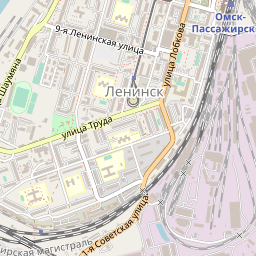 9-я Ленинская улица
Омск-
Пассажирск
улица Лобкова
Ленинск
а Шаумяна
улица Труда
1-я Советская улица
ирская магистраль